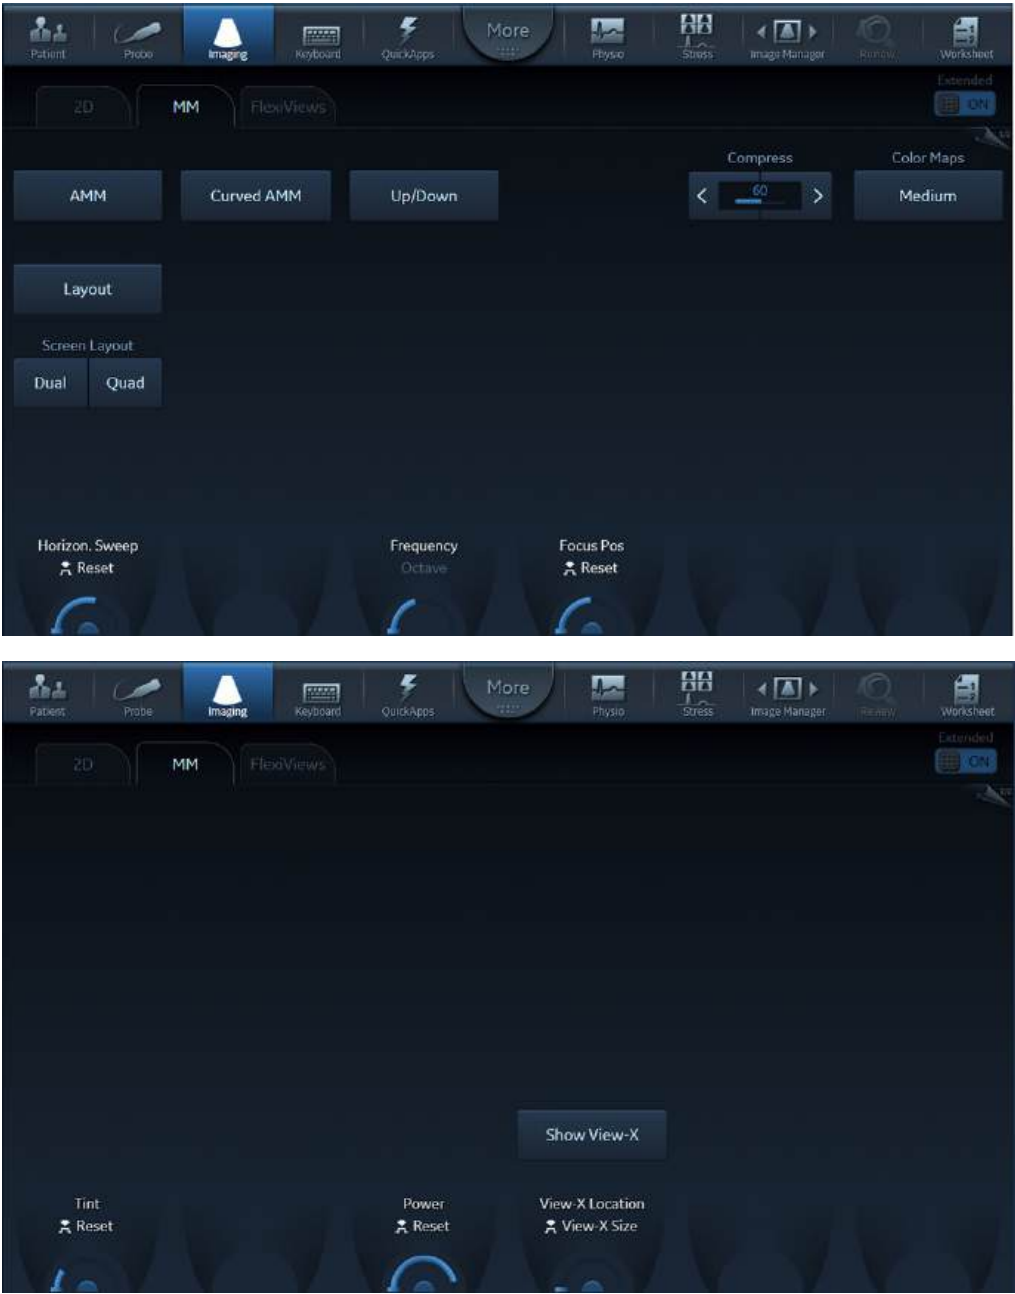 Patient Probe Imaging Keyboard QuickApps More Physio Stress Image Manager Review Worksheet
Extended
ON
2D MM FlexiViews
Compress Color Maps
AMM Curved AMM Up/Down < 60 > Medium
Layout
Screen Layout
Dual Quad
Horizon. Sweep Frequency Focus Pos
Reset Octave Reset
Patient Probe Imaging Keyboard QuickApps More Physio Stress Image Manager Review Worksheet
Extended
ON
2D MM FlexiViews
Show View-X
Tint Power View-X Location
Reset Reset View-X Size